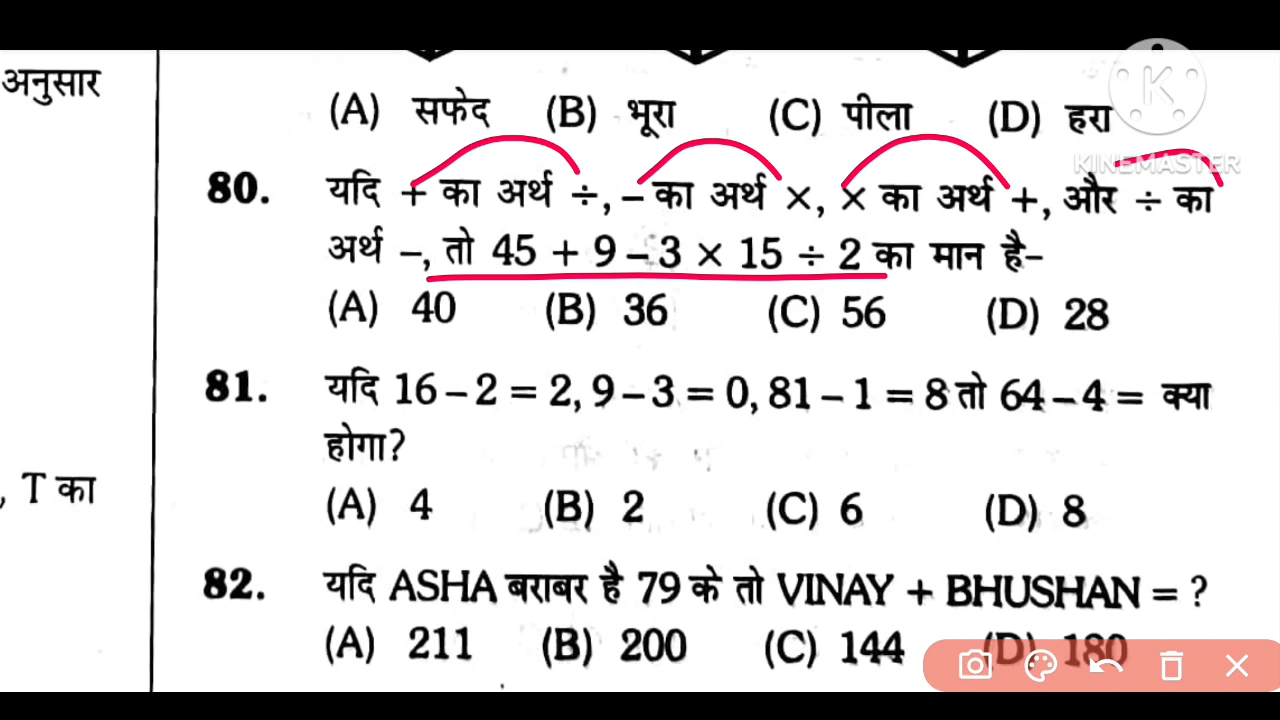 अनुसार
(A) सफेद (B) भूरा (C) पीला (D) हरा
KINEMASTER
80. यदि + का अर्थ ÷, – का अर्थ ×, × का अर्थ +, और ÷ का
अर्थ –, तो 45 + 9 – 3 × 15 ÷ 2 का मान है–
(A) 40 (B) 36 (C) 56 (D) 28
81. यदि 16 – 2 = 2, 9 – 3 = 0, 81 – 1 = 8 तो 64 – 4 = क्या
होगा?
, T का
(A) 4 (B) 2 (C) 6 (D) 8
82. यदि ASHA बराबर है 79 के तो VINAY + BHUSHAN = ?
(A) 211 (B) 200 (C) 144 (D) 180